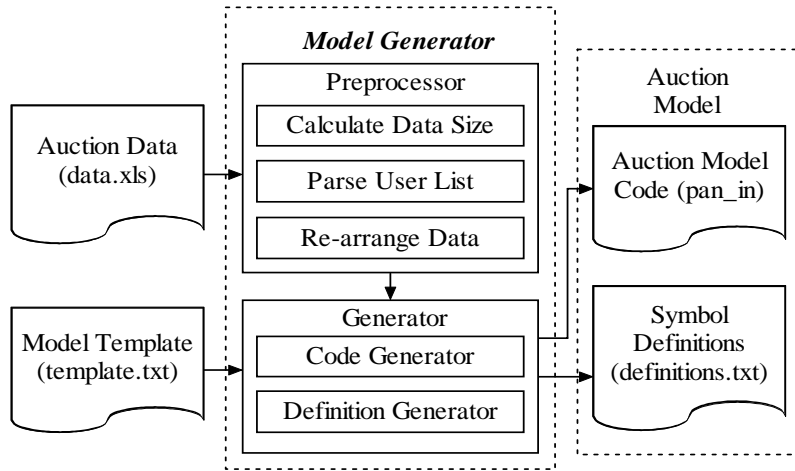 Model Generator
Preprocessor
Calculate Data Size
Parse User List
Re-arrange Data
Auction Data
(data.xls)
Model Template
(template.txt)
Generator
Code Generator
Definition Generator
Auction
Model
Auction Model
Code (pan_in)
Symbol
Definitions
(definitions.txt)